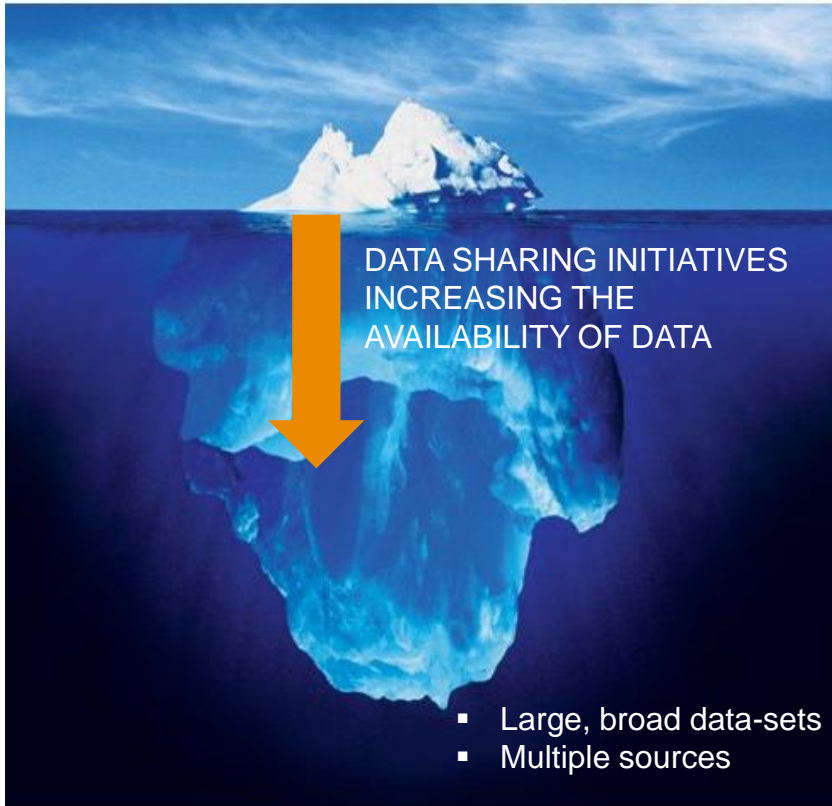 DATA SHARING INITIATIVES
INCREASING THE
AVAILABILITY OF DATA
▪ Large, broad data-sets
▪ Multiple sources